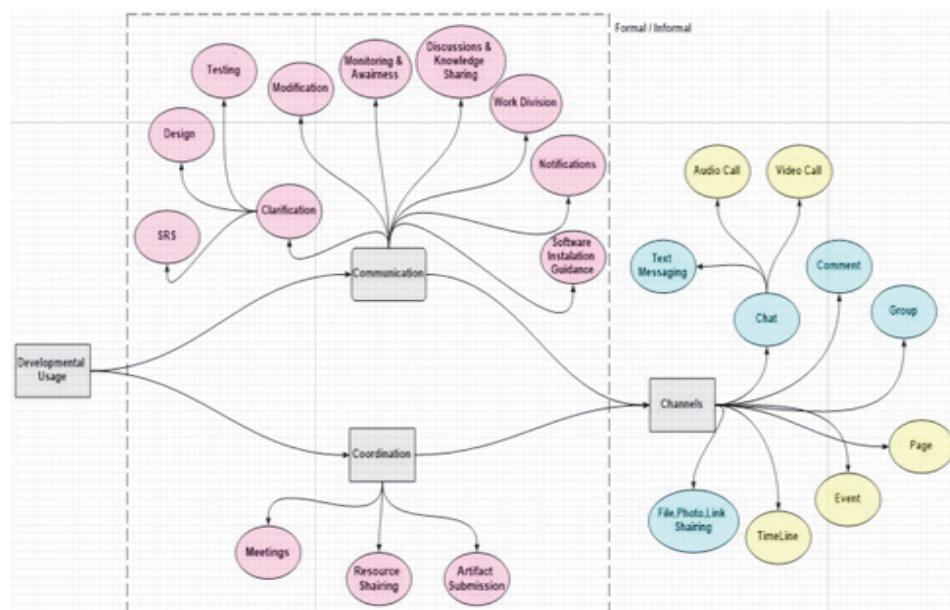 Formal / Informal
Discussions &
Knowledge
Sharing
Monitoring &
Awairness
Testing
Modification
Work Division
Design
Notifications
Audio Call
Video Call
Clarification
SRS
Software
Instalation
Guidance
Text
Messaging
Comment
Communication
Chat
Group
Developmental
Usage
Channels
Coordination
Page
Event
File,Photo,Link
Shairing
TimeLine
Meetings
Resource
Shairing
Artifact
Submission